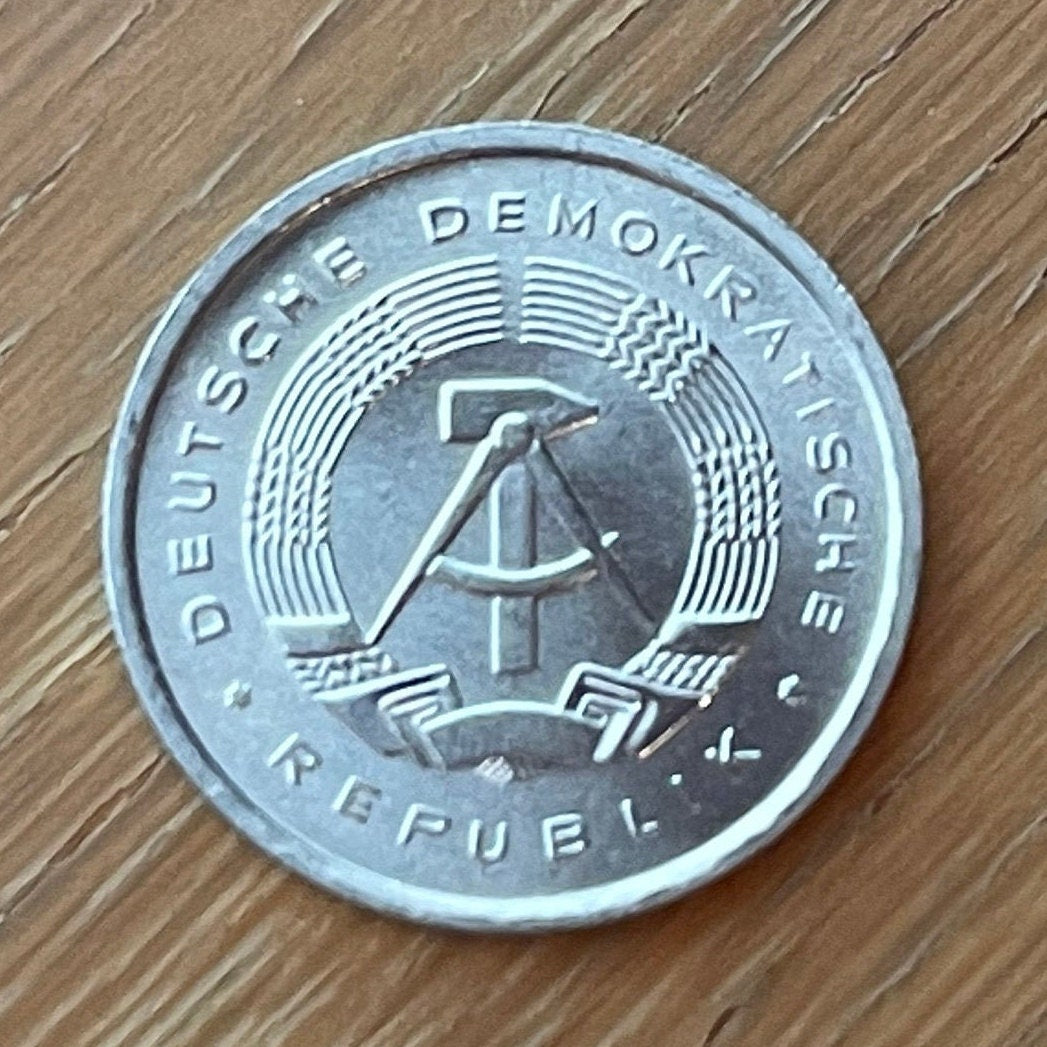 DEUTSCHE DEMOKRATISCHE
• REPUBLIK •